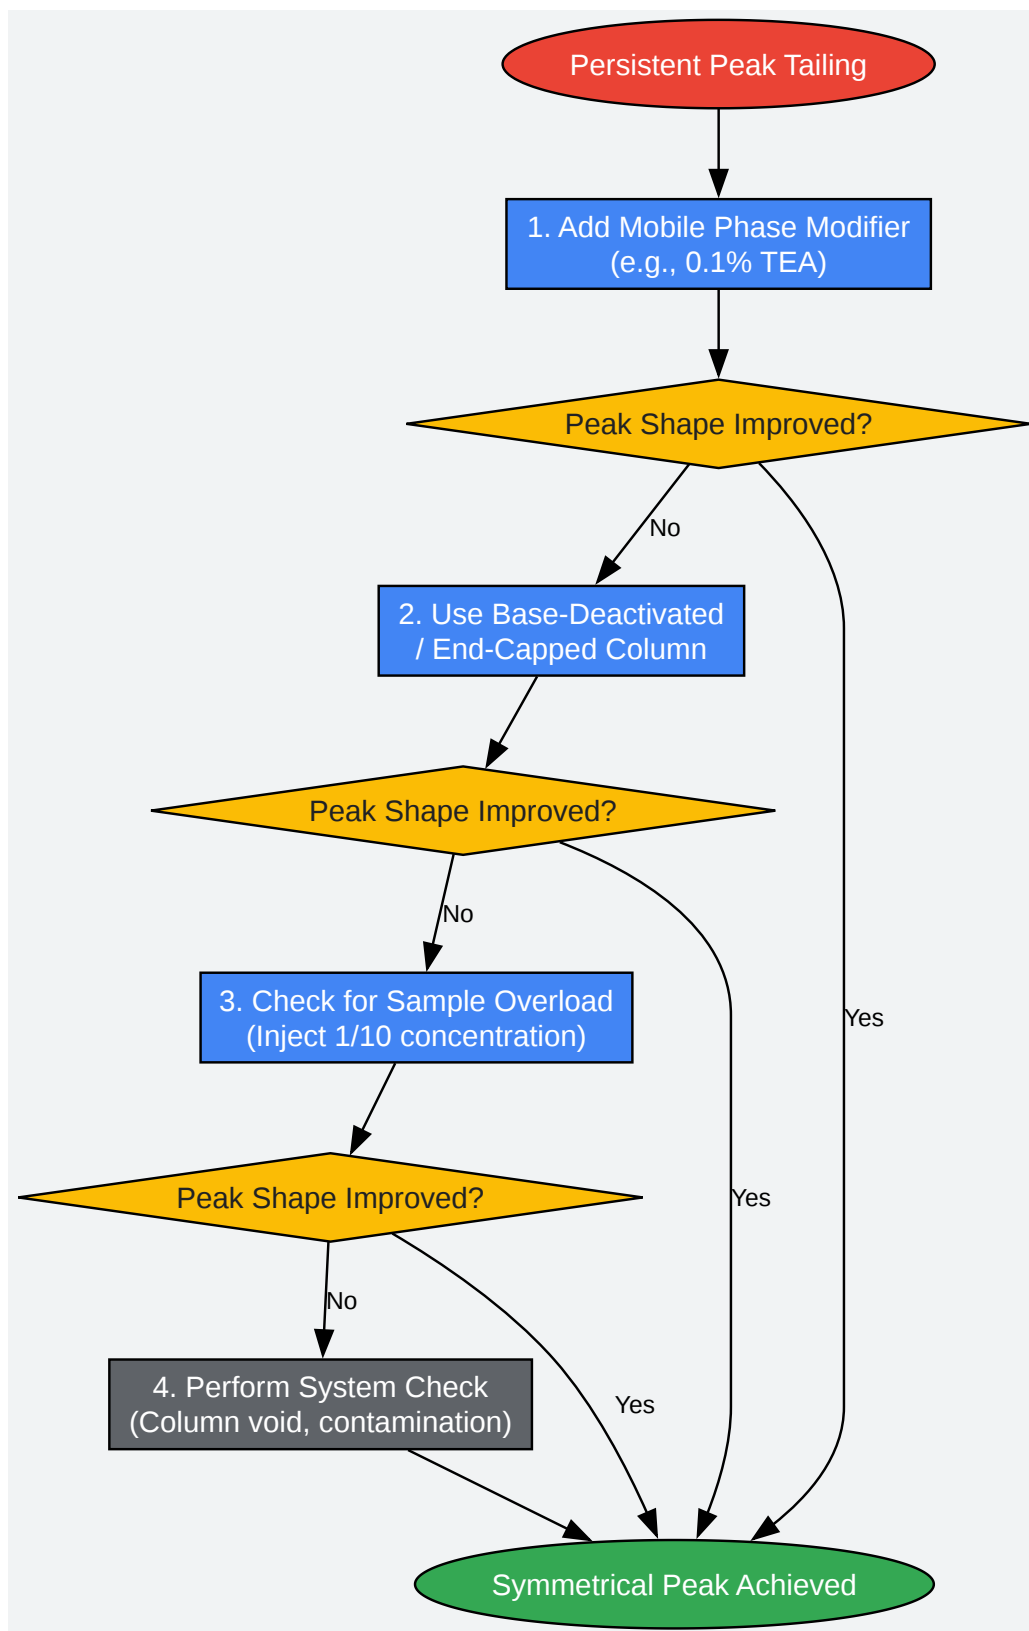 Persistent Peak Tailing
1. Add Mobile Phase Modifier
(e.g., 0.1% TEA)
Peak Shape Improved?
No
2. Use Base-Deactivated
/ End-Capped Column
Peak Shape Improved?
No
3. Check for Sample Overload
(Inject 1/10 concentration)
Yes
Peak Shape Improved?
Yes
No
4. Perform System Check
(Column void, contamination)
Yes
Symmetrical Peak Achieved